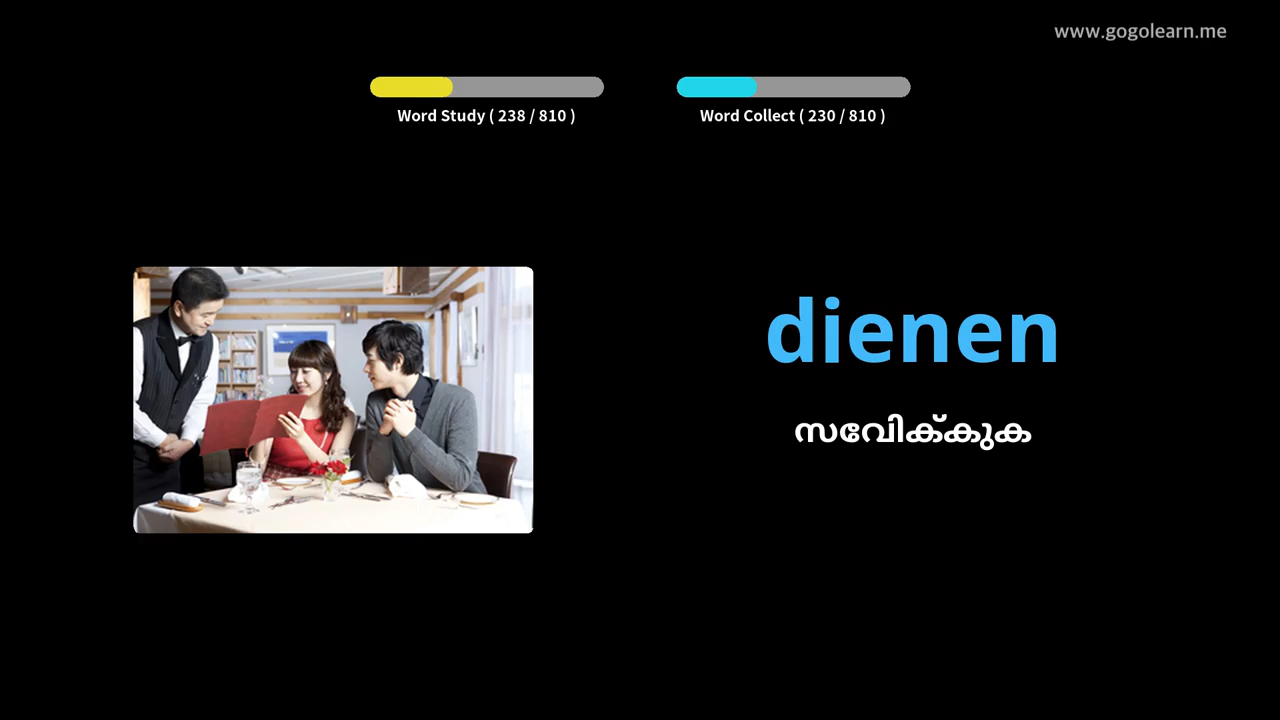 www.gogolearn.me
Word Study ( 238 / 810 )
Word Collect ( 230 / 810 )
dienen
സേവിക്കുക